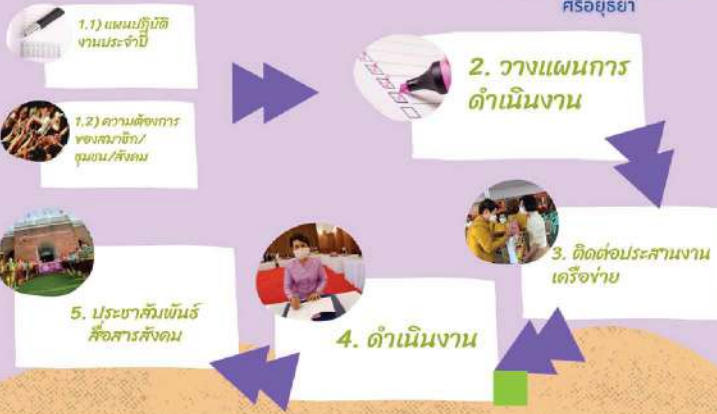 ศรีอยุธยา
1.1) แผนปฏิบัติ
งานประจำปี
1.2) ความต้องการ
ของสมาชิก/
ชุมชน/สังคม
2. วางแผนการ
ดำเนินงาน
3. ติดต่อประสานงาน
เครือข่าย
4. ดำเนินงาน
5. ประชาสัมพันธ์
สื่อสารสังคม